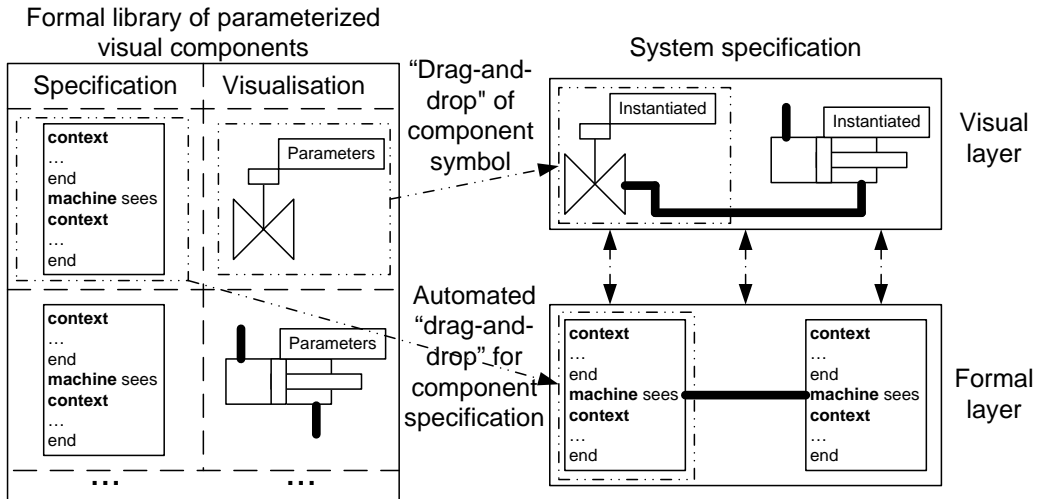 Formal library of parameterized
visual components
Specification
Visualisation
context
…
end
machine sees
context
…
end
Parameters
context
…
end
machine sees
context
…
end
Parameters
...
...
“Drag-and-
drop" of
component
symbol
Automated
“drag-and-
drop” for
component
specification
System specification
Instantiated
Instantiated
Visual
layer
context
…
end
machine sees
context
…
end
context
…
end
machine sees
context
…
end
Formal
layer